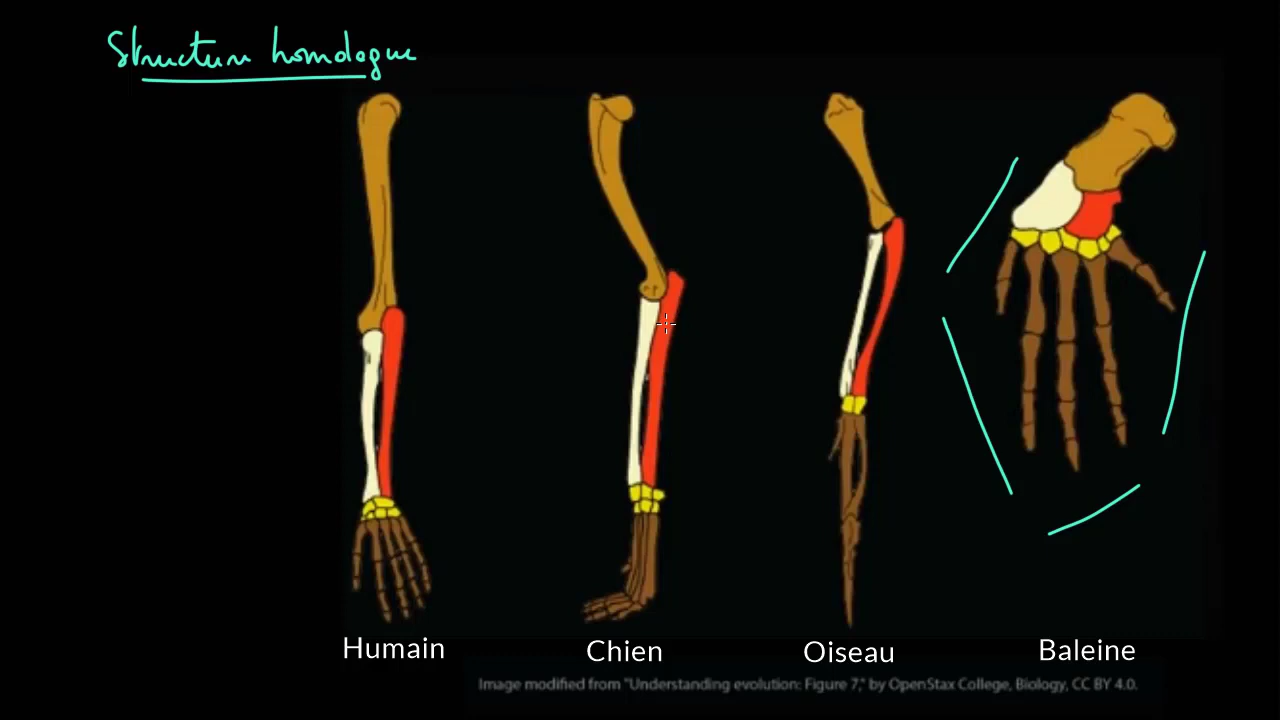 Structure homologue
Humain
Chien
Oiseau
Baleine
Image modified from "Understanding evolution: Figure 7," by OpenStax College, Biology, CC BY 4.0.